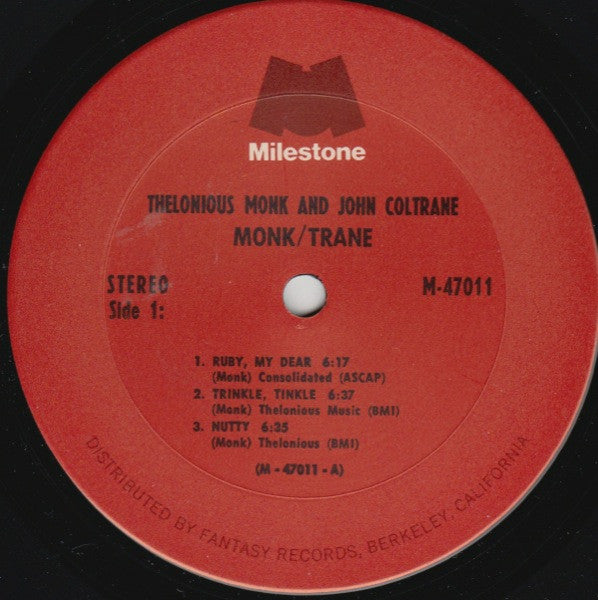 Milestone
THELONIOUS MONK AND JOHN COLTRANE
MONK/TRANE
STEREO
Side 1:
M-47011
1. RUBY, MY DEAR 6:17
(Monk) Consolidated (ASCAP)
2. TRINKLE, TINKLE 6:37
(Monk) Thelonious Music (BMI)
3. NUTTY 6:35
(Monk) Thelonious (BMI)
(M - 47011 - A)
DISTRIBUTED BY FANTASY RECORDS, BERKELEY, CALIFORNIA